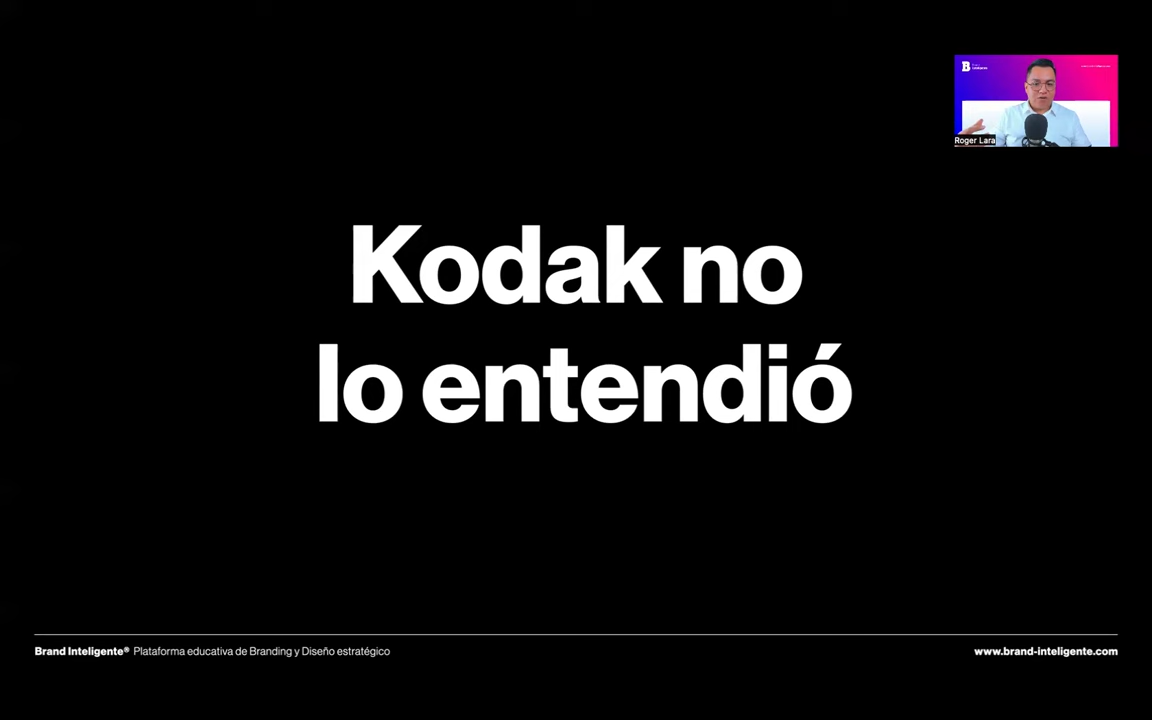 Kodak no
lo entendió
Roger Lara
Brand Inteligente® Plataforma educativa de Branding y Diseño estratégico
www.brand-inteligente.com